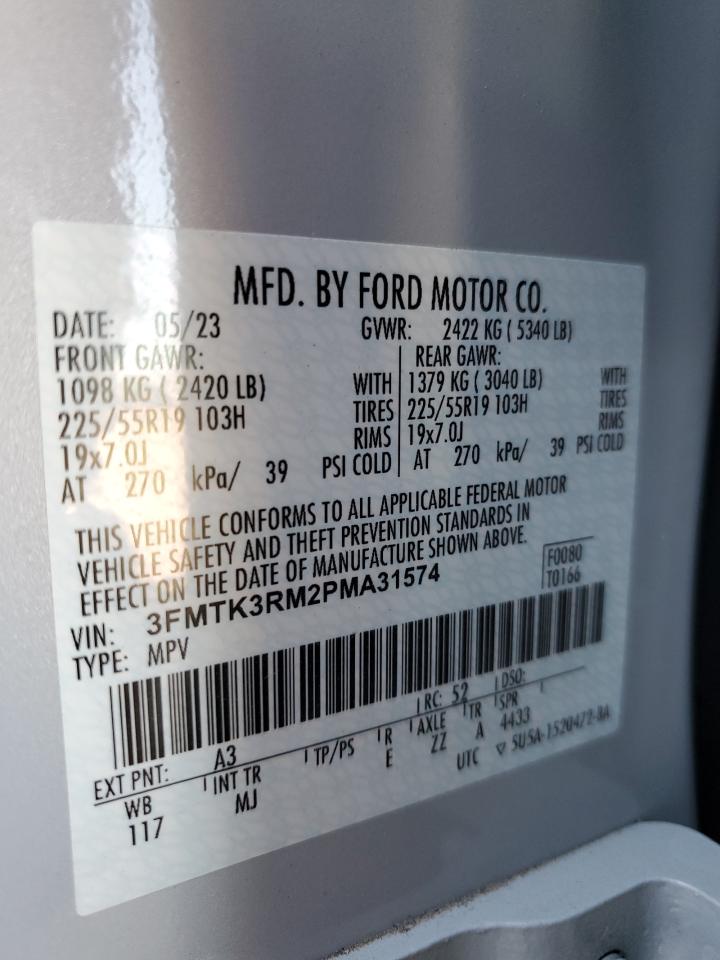 MFD. BY FORD MOTOR CO.
DATE: 05/23 GVWR: 2422 KG ( 5340 LB)
FRONT GAWR: REAR GAWR:
1098 KG ( 2420 LB) WITH 1379 KG ( 3040 LB) WITH
225/55R19 103H TIRES 225/55R19 103H TIRES
19x7.0J RIMS 19x7.0J RIMS
AT 270 kPa/ 39 PSI COLD AT 270 kPa/ 39 PSI COLD
THIS VEHICLE CONFORMS TO ALL APPLICABLE FEDERAL MOTOR
VEHICLE SAFETY AND THEFT PREVENTION STANDARDS IN
EFFECT ON THE DATE OF MANUFACTURE SHOWN ABOVE.
F0080
T0166
VIN: 3FMTK3RM2PMA31574
TYPE: MPV
EXT PNT: A3 RC: 52 DSO:
WB INT TR TP/PS R AXLE TR SPR
117 MJ E ZZ A 4433
UTC ▽ 5U5A-1520472-BA